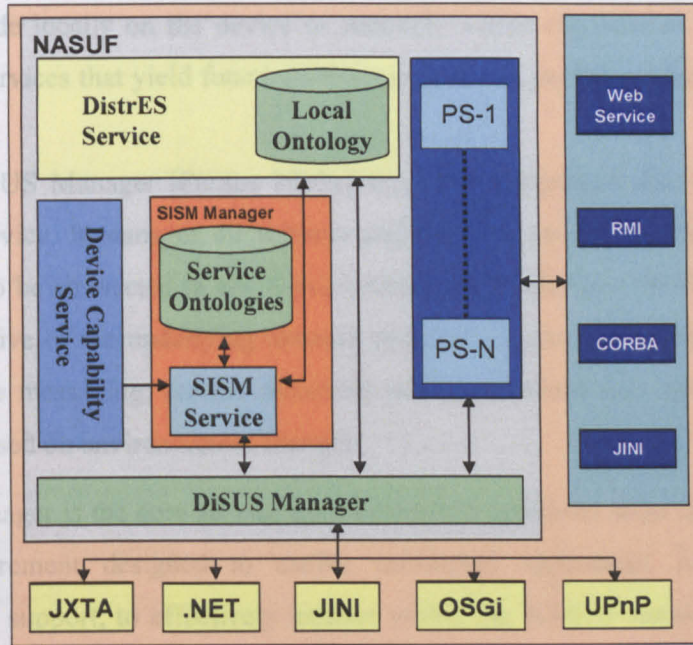 NASUF
DistrES
Service
Local
Ontology
PS-1
PS-N
Web
Service
RMI
CORBA
JINI
Device Capability
Service
SISM Manager
Service
Ontologies
SISM
Service
DiSUS Manager
JXTA
.NET
JINI
OSGi
UPnP